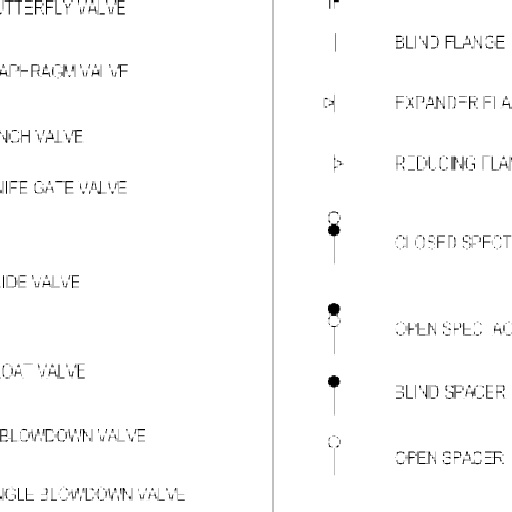 UTTERFLY VALVE
APHRAGM VALVE
NCH VALVE
NIFE GATE VALVE
IDE VALVE
OAT VALVE
BLOWDOWN VALVE
NGLE BLOWDOWN VALVE
BLIND FLANGE
EXPANDER FLA
REDUCING FLAN
CLOSED SPECT
OPEN SPECTAC
BLIND SPACER
OPEN SPACER